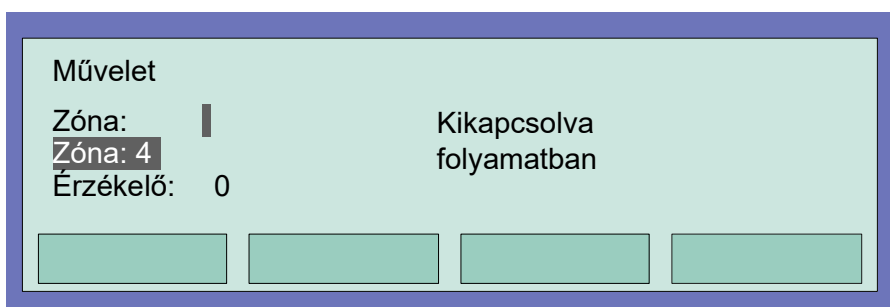 Művelet
Zóna:
Kikapcsolva
Zóna: 4
folyamatban
Érzékelő: 0